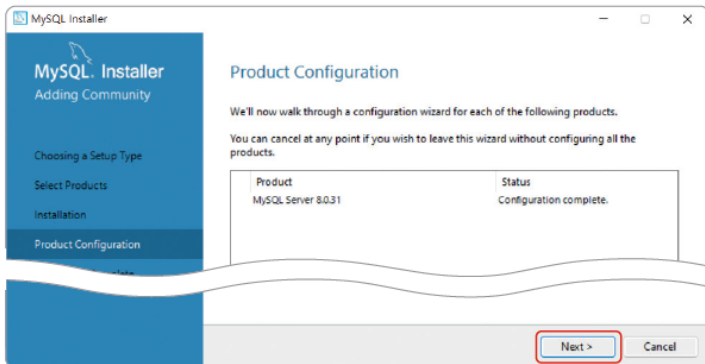 MySQL Installer
MySQL. Installer
Adding Community
Choosing a Setup Type
Select Products
Installation
Product Configuration
Product Configuration
We'll now walk through a configuration wizard for each of the following products.
You can cancel at any point if you wish to leave this wizard without configuring all the
products.
Product Status
MySQL Server 8.0.31 Configuration complete.
Next > Cancel